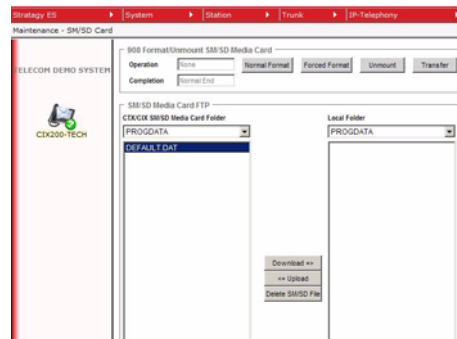 Stratagy ES System Station Trunk IP-Telephony
Maintenance - SM/SD Card
908 Format/Unmount SM/SD Media Card
Operation None Normal Format Forced Format Unmount Transfer
TELECOM DEMO SYSTEM
Completion Normal End
SM/SD Media Card FTP
CTX/CIX SM/SD Media Card Folder Local Folder
PROGDATA PROGDATA
CIX200-TECH
DEFAULT.DAT
Download =>
<= Upload
Delete SM/SD File